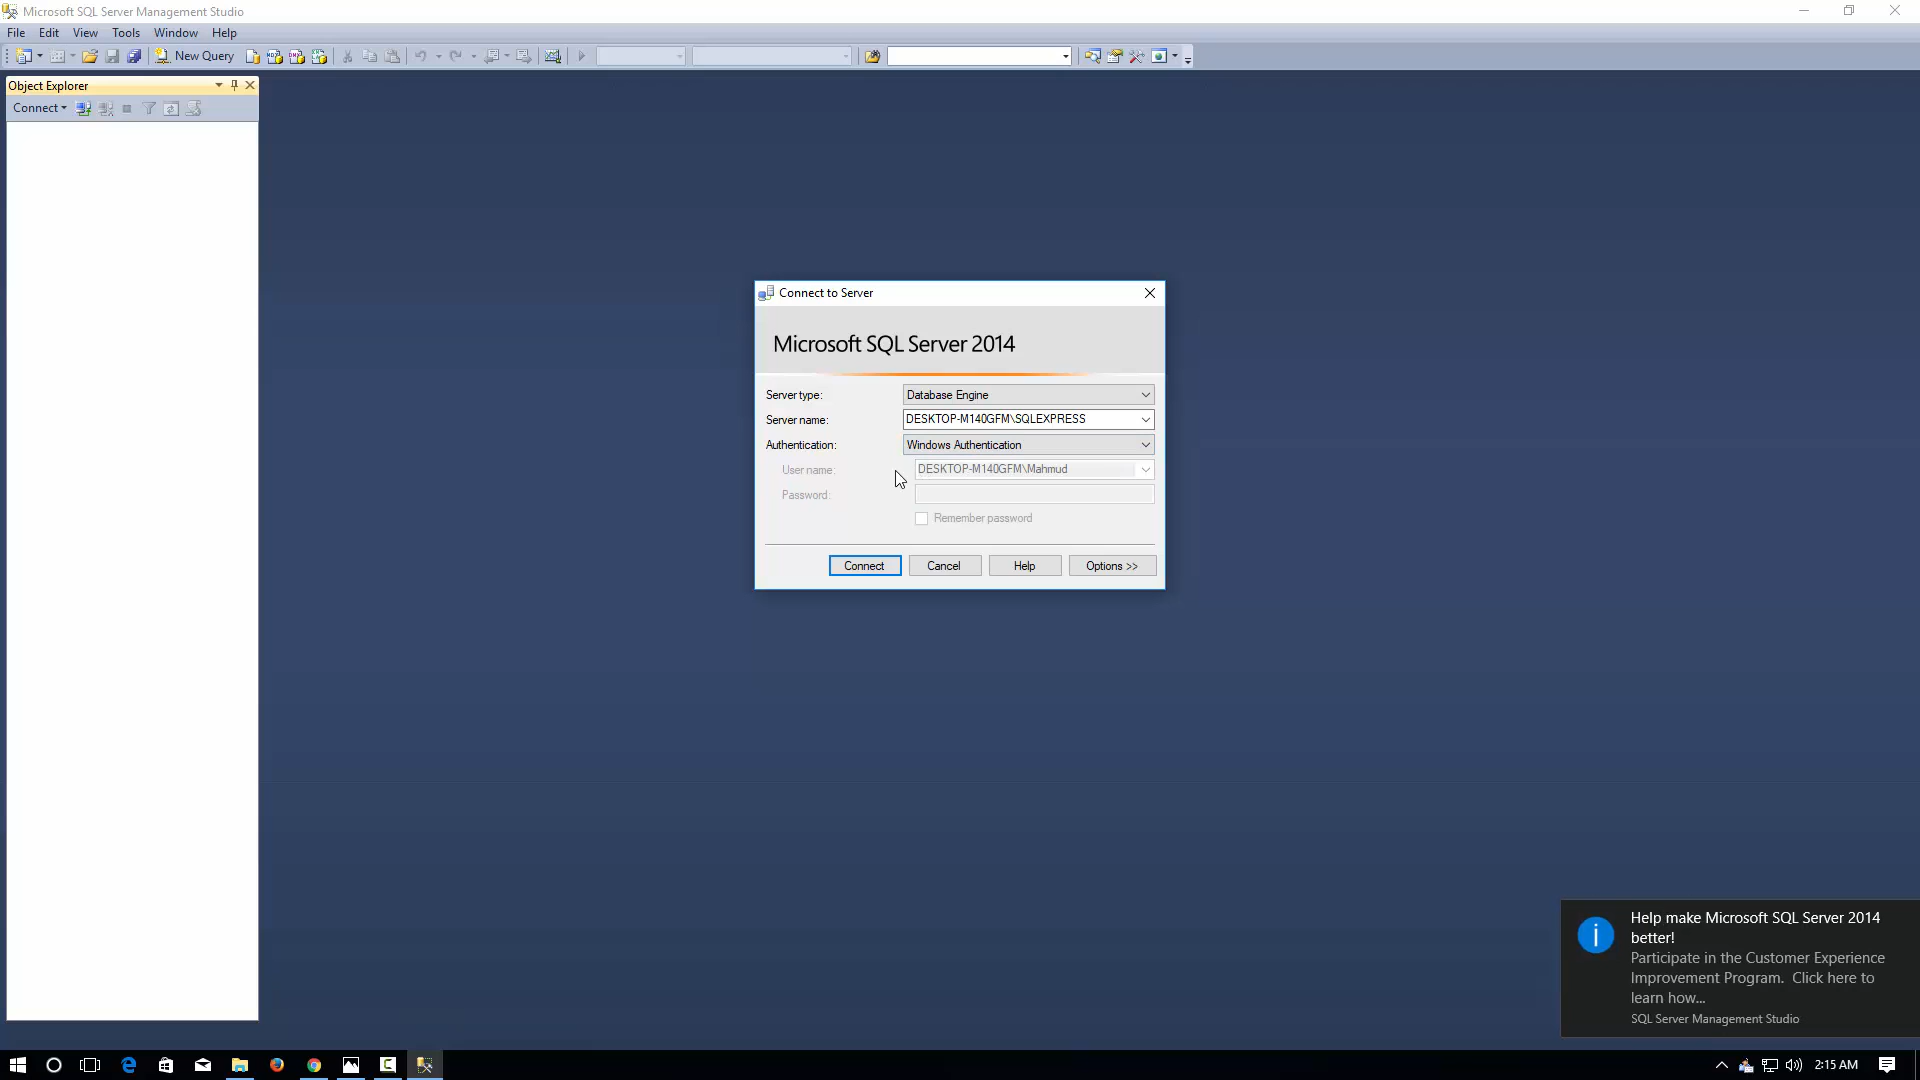 Microsoft SQL Server Management Studio
File Edit View Tools Window Help
New Query
Object Explorer
Connect
Connect to Server
Microsoft SQL Server 2014
Server type: Database Engine
Server name: DESKTOP-M140GFM\SQLEXPRESS
Authentication: Windows Authentication
User name: DESKTOP-M140GFM\Mahmud
Password:
Remember password
Connect Cancel Help Options >>
Help make Microsoft SQL Server 2014
better!
Participate in the Customer Experience
Improvement Program. Click here to
learn how...
SQL Server Management Studio
2:15 AM